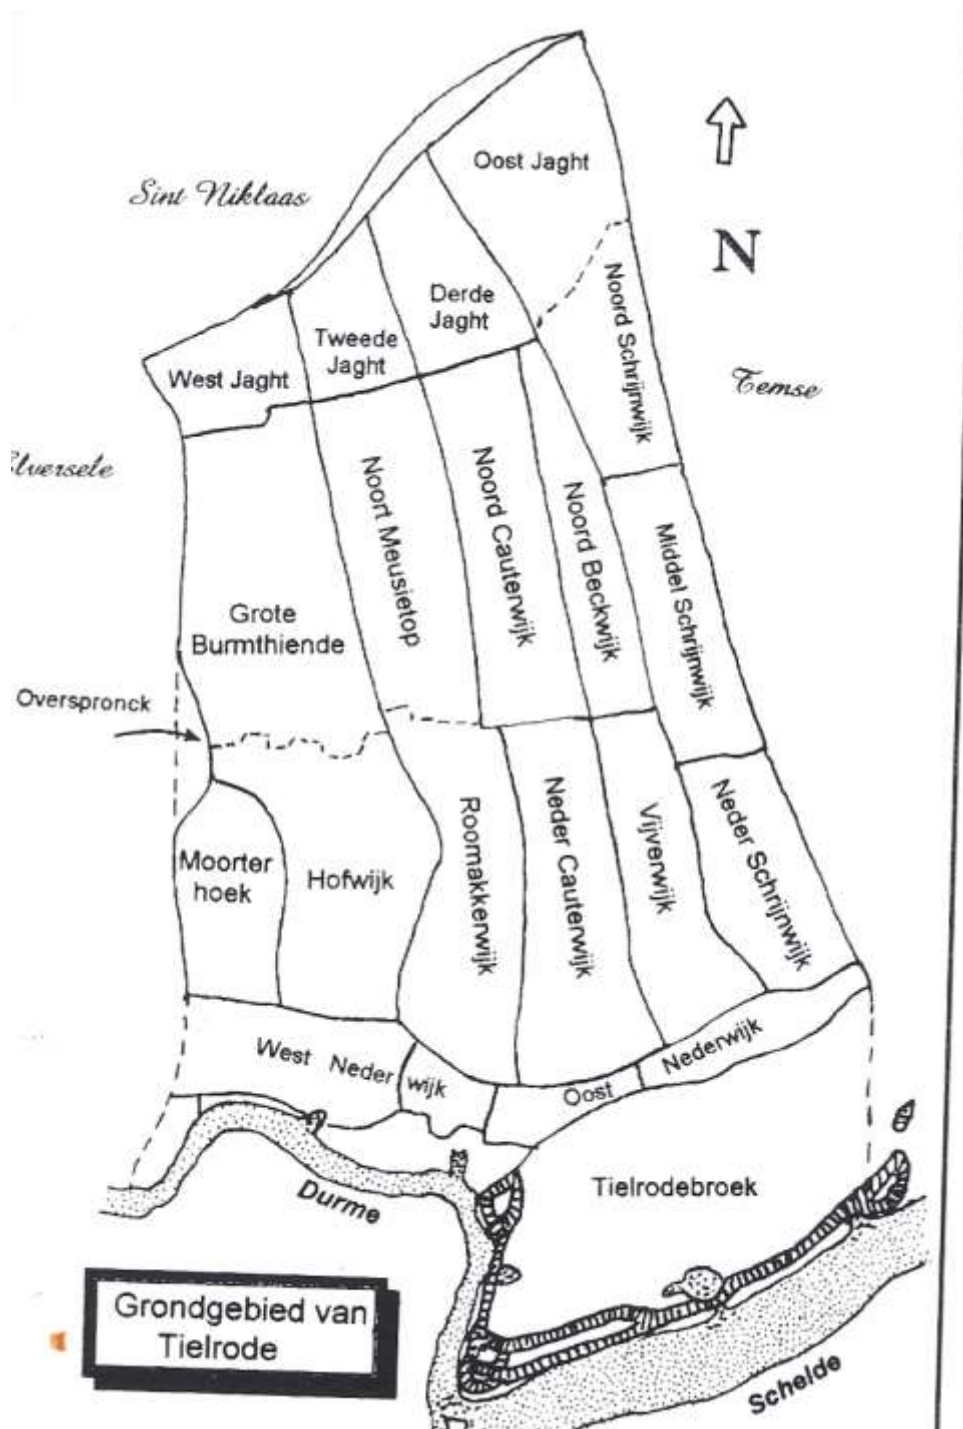 Oost Jaght
Sint Niklaas
N
Derde
Jaght
Noord Schrijnwijk
Tweede
Jaght
West Jaght
Temse
Elversele
Noort Meusietop
Noord Cauterwijk
Noord Beckwijk
Middel Schrijnwijk
Grote
Burmthiende
Overspronck
Roomakkerwijk
Neder Cauterwijk
Vijverwijk
Neder Schrijnwijk
Moorter
hoek
Hofwijk
West Neder wijk
Oost Nederwijk
Tielrodebroek
Durme
Grondgebied van
Tielrode
Schelde